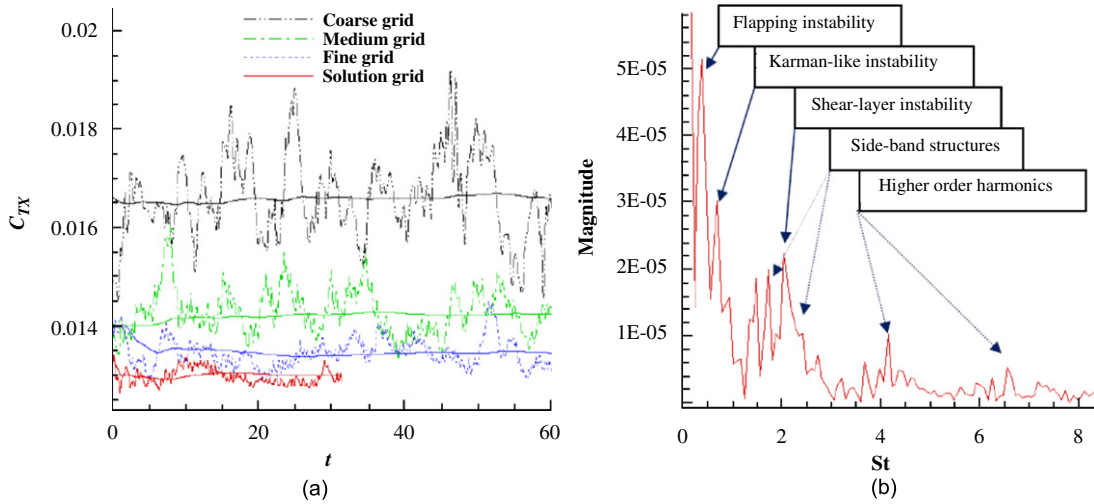 0.02
0.018
0.016
0.014
C_TX
Coarse grid
Medium grid
Fine grid
Solution grid
0
20
40
60
t
(a)
5E-05
4E-05
3E-05
2E-05
1E-05
Magnitude
Flapping instability
Karman-like instability
Shear-layer instability
Side-band structures
Higher order harmonics
0
2
4
6
8
St
(b)